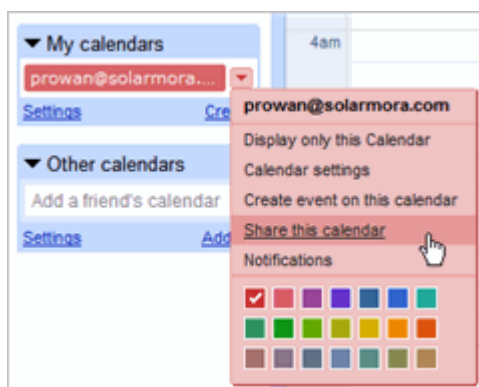 My calendars
4am
prowan@solarmora....
Settings Cre
prowan@solarmora.com
Display only this Calendar
Calendar settings
Create event on this calendar
Share this calendar
Notifications
Other calendars
Add a friend's calendar
Settings Add